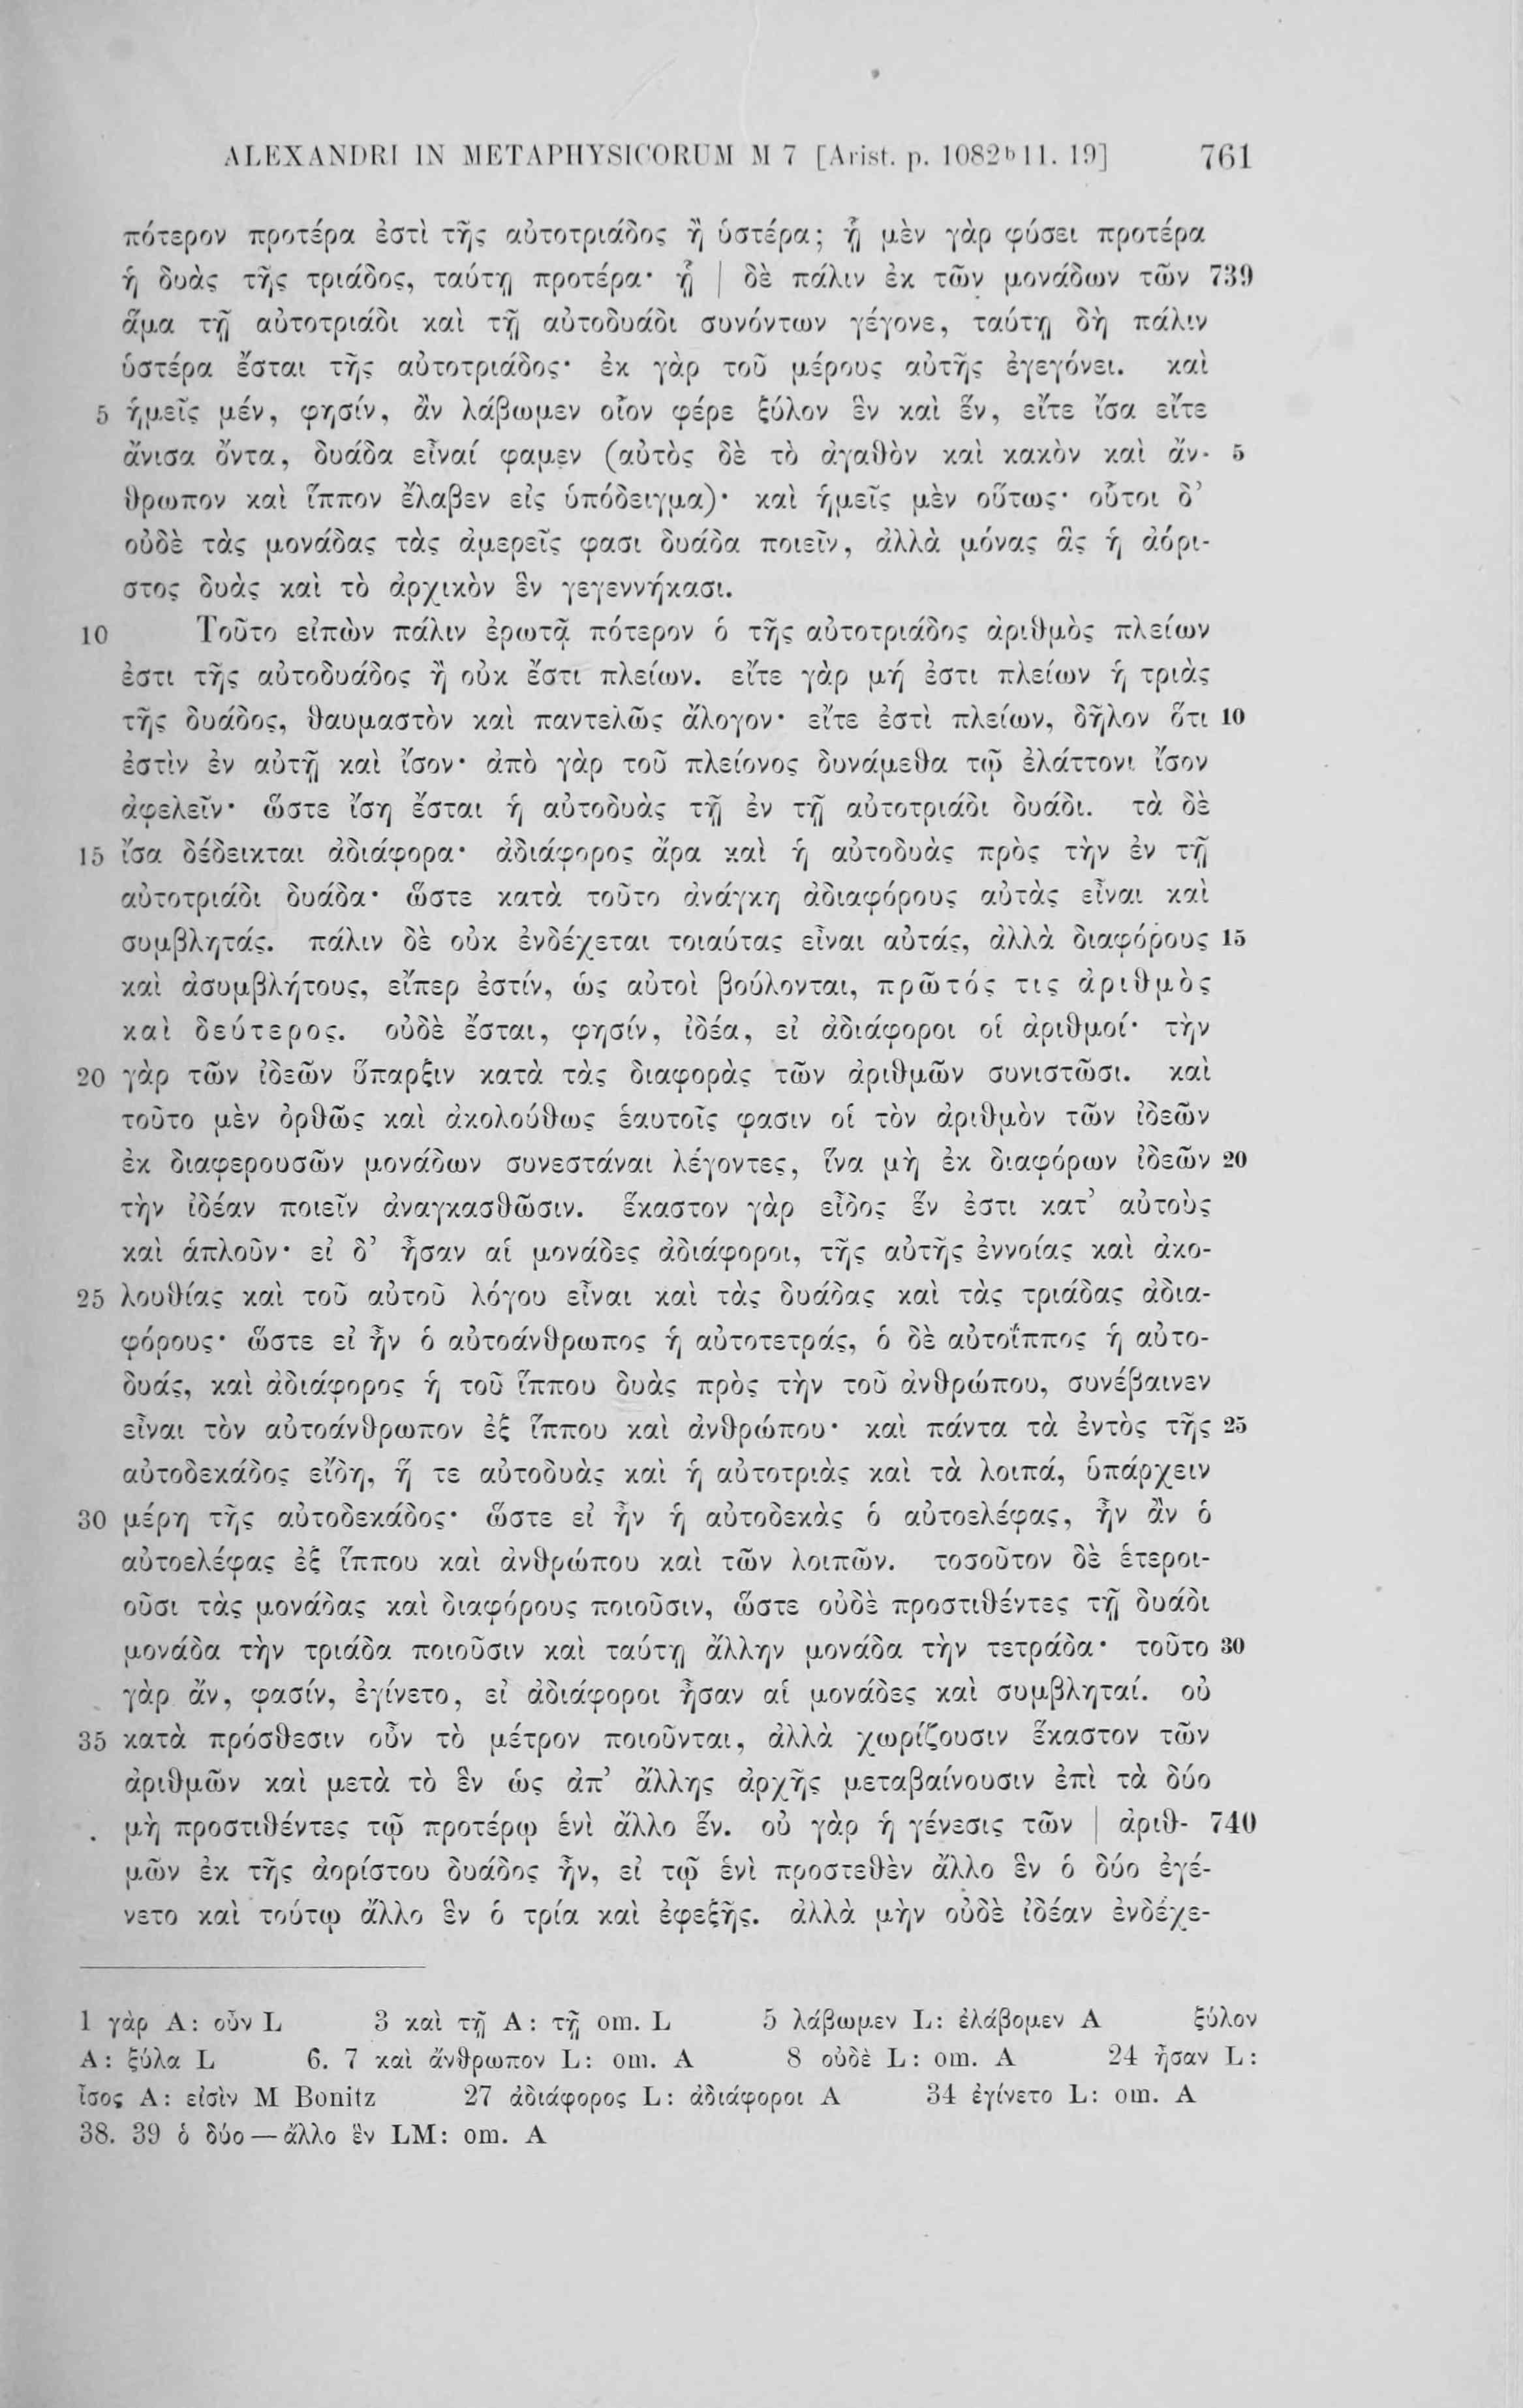 ALEXANDRI IN METAPHYSICORUM M 7 [Arist. p. 1082ᵇ11. 19] 761
πότερον προτέρα ἐστὶ τῆς αὐτοτριάδος ἢ ὑστέρα; ᾗ μὲν γὰρ φύσει προτέρα
ἡ δυὰς τῆς τριάδος, ταύτῃ προτέρα· ᾗ | δὲ πάλιν ἐκ τῶν μονάδων τῶν 739
ἅμα τῇ αὐτοτριάδι καὶ τῇ αὐτοδυάδι συνόντων γέγονε, ταύτῃ δὴ πάλιν
ὑστέρα ἔσται τῆς αὐτοτριάδος· ἐκ γὰρ τοῦ μέρους αὐτῆς ἐγεγόνει. καὶ
5 ἡμεῖς μέν, φησίν, ἂν λάβωμεν οἷον φέρε ξύλον ἓν καὶ ἕν, εἴτε ἴσα εἴτε
ἄνισα ὄντα, δυάδα εἶναί φαμεν (αὐτὸς δὲ τὸ ἀγαθὸν καὶ κακὸν καὶ ἄν- 5
θρωπον καὶ ἵππον ἔλαβεν εἰς ὑπόδειγμα)· καὶ ἡμεῖς μὲν οὕτως· οὗτοι δ’
οὐδὲ τὰς μονάδας τὰς ἀμερεῖς φασι δυάδα ποιεῖν, ἀλλὰ μόνας ἃς ἡ ἀόρι-
στος δυὰς καὶ τὸ ἀρχικὸν ἓν γεγεννήκασι.
10 Τοῦτο εἰπὼν πάλιν ἐρωτᾷ πότερον ὁ τῆς αὐτοτριάδος ἀριθμὸς πλείων
ἐστι τῆς αὐτοδυάδος ἢ οὐκ ἔστι πλείων. εἴτε γὰρ μή ἐστι πλείων ἡ τριὰς
τῆς δυάδος, θαυμαστὸν καὶ παντελῶς ἄλογον· εἴτε ἐστὶ πλείων, δῆλον ὅτι 10
ἐστὶν ἐν αὐτῇ καὶ ἴσον· ἀπὸ γὰρ τοῦ πλείονος δυνάμεθα τῷ ἐλάττονι ἴσον
ἀφελεῖν· ὥστε ἴση ἔσται ἡ αὐτοδυὰς τῇ ἐν τῇ αὐτοτριάδι δυάδι. τὰ δὲ
15 ἴσα δέδεικται ἀδιάφορα· ἀδιάφορος ἄρα καὶ ἡ αὐτοδυὰς πρὸς τὴν ἐν τῇ
αὐτοτριάδι δυάδα· ὥστε κατὰ τοῦτο ἀνάγκη ἀδιαφόρους αὐτὰς εἶναι καὶ
συμβλητάς. πάλιν δὲ οὐκ ἐνδέχεται τοιαύτας εἶναι αὐτάς, ἀλλὰ διαφόρους 15
καὶ ἀσυμβλήτους, εἴπερ ἐστίν, ὡς αὐτοὶ βούλονται, πρῶτός τις ἀριθμὸς
καὶ δεύτερος. οὐδὲ ἔσται, φησίν, ἰδέα, εἰ ἀδιάφοροι οἱ ἀριθμοί· τὴν
20 γὰρ τῶν ἰδεῶν ὕπαρξιν κατὰ τὰς διαφορὰς τῶν ἀριθμῶν συνιστῶσι. καὶ
τοῦτο μὲν ὀρθῶς καὶ ἀκολούθως ἑαυτοῖς φασιν οἱ τὸν ἀριθμὸν τῶν ἰδεῶν
ἐκ διαφερουσῶν μονάδων συνεστάναι λέγοντες, ἵνα μὴ ἐκ διαφόρων ἰδεῶν 20
τὴν ἰδέαν ποιεῖν ἀναγκασθῶσιν. ἕκαστον γὰρ εἶδος ἕν ἐστι κατ’ αὐτοὺς
καὶ ἁπλοῦν· εἰ δ’ ἦσαν αἱ μονάδες ἀδιάφοροι, τῆς αὐτῆς ἐννοίας καὶ ἀκο-
25 λουθίας καὶ τοῦ αὐτοῦ λόγου εἶναι καὶ τὰς δυάδας καὶ τὰς τριάδας ἀδια-
φόρους· ὥστε εἰ ἦν ὁ αὐτοάνθρωπος ἡ αὐτοτετράς, ὁ δὲ αὐτοΐππος ἡ αὐτο-
δυάς, καὶ ἀδιάφορος ἡ τοῦ ἵππου δυὰς πρὸς τὴν τοῦ ἀνθρώπου, συνέβαινεν
εἶναι τὸν αὐτοάνθρωπον ἐξ ἵππου καὶ ἀνθρώπου· καὶ πάντα τὰ ἐντὸς τῆς 25
αὐτοδεκάδος εἴδη, ἥ τε αὐτοδυὰς καὶ ἡ αὐτοτριὰς καὶ τὰ λοιπά, ὑπάρχειν
30 μέρη τῆς αὐτοδεκάδος· ὥστε εἰ ἦν ἡ αὐτοδεκὰς ὁ αὐτοελέφας, ἦν ἂν ὁ
αὐτοελέφας ἐξ ἵππου καὶ ἀνθρώπου καὶ τῶν λοιπῶν. τοσοῦτον δὲ ἑτεροι-
οῦσι τὰς μονάδας καὶ διαφόρους ποιοῦσιν, ὥστε οὐδὲ προστιθέντες τῇ δυάδι
μονάδα τὴν τριάδα ποιοῦσιν καὶ ταύτῃ ἄλλην μονάδα τὴν τετράδα· τοῦτο 30
γὰρ ἄν, φασίν, ἐγίνετο, εἰ ἀδιάφοροι ἦσαν αἱ μονάδες καὶ συμβληταί. οὐ
35 κατὰ πρόσθεσιν οὖν τὸ μέτρον ποιοῦνται, ἀλλὰ χωρίζουσιν ἕκαστον τῶν
ἀριθμῶν καὶ μετὰ τὸ ἓν ὡς ἀπ’ ἄλλης ἀρχῆς μεταβαίνουσιν ἐπὶ τὰ δύο
μὴ προστιθέντες τῷ προτέρῳ ἑνὶ ἄλλο ἕν. οὐ γὰρ ἡ γένεσις τῶν | ἀριθ- 740
μῶν ἐκ τῆς ἀορίστου δυάδος ἦν, εἰ τῷ ἑνὶ προστεθὲν ἄλλο ἓν ὁ δύο ἐγέ-
νετο καὶ τούτῳ ἄλλο ἓν ὁ τρία καὶ ἐφεξῆς. ἀλλὰ μὴν οὐδὲ ἰδέαν ἐνδέχε-
1 γὰρ A: οὖν L 3 καὶ τῇ A: τῇ om. L 5 λάβωμεν L: ἐλάβομεν A ξύλον
A: ξύλα L 6. 7 καὶ ἄνθρωπον L: om. A 8 οὐδὲ L: om. A 24 ἦσαν L:
ἴσος A: εἰσὶν M Bonitz 27 ἀδιάφορος L: ἀδιάφοροι A 34 ἐγίνετο L: om. A
38. 39 ὁ δύο — ἄλλο ἓν LM: om. A